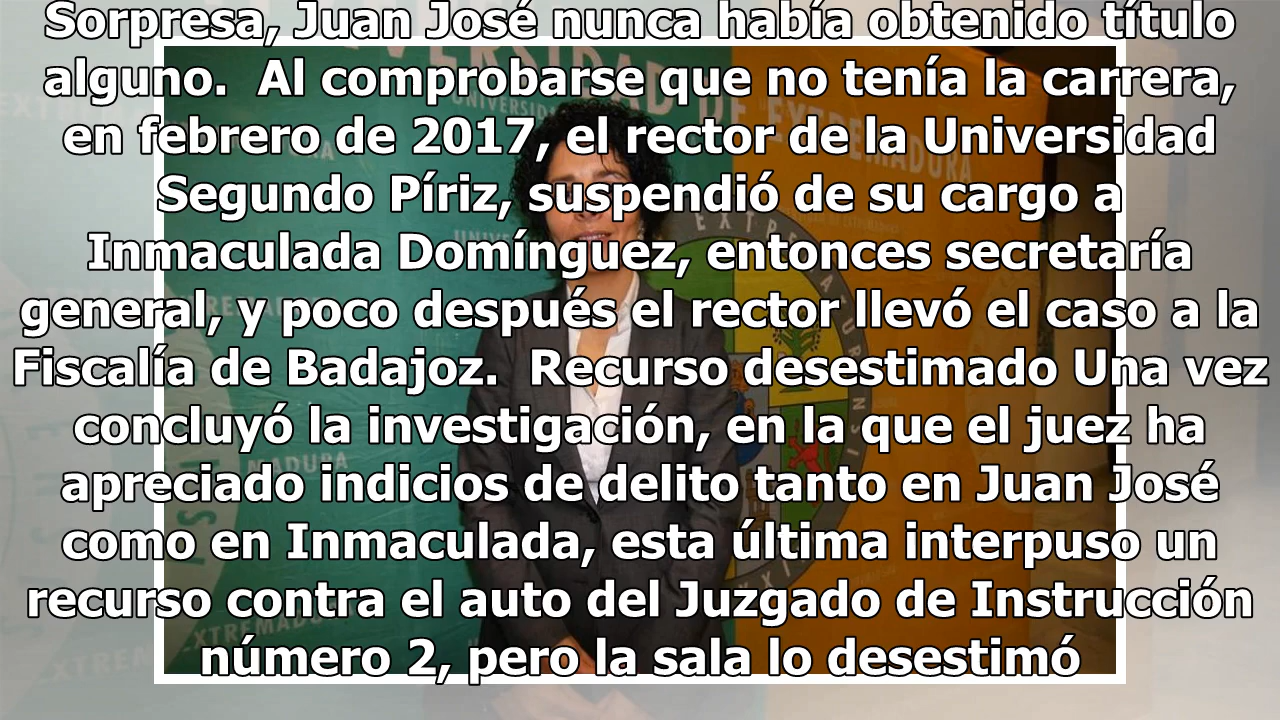 Sorpresa, Juan José nunca había obtenido título
alguno.  Al comprobarse que no tenía la carrera,
en febrero de 2017, el rector de la Universidad
Segundo Píriz, suspendió de su cargo a
Inmaculada Domínguez, entonces secretaría
general, y poco después el rector llevó el caso a la
Fiscalía de Badajoz.  Recurso desestimado Una vez
concluyó la investigación, en la que el juez ha
apreciado indicios de delito tanto en Juan José
como en Inmaculada, esta última interpuso un
recurso contra el auto del Juzgado de Instrucción
número 2, pero la sala lo desestimó